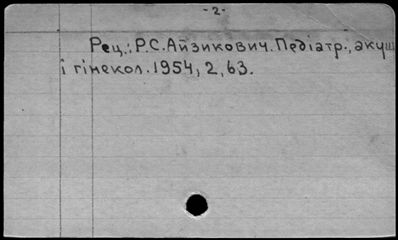 -2-
Рец.: Р.С.Айзикович. Педіатр., акуш
і гінекол. 1954, 2, 63.